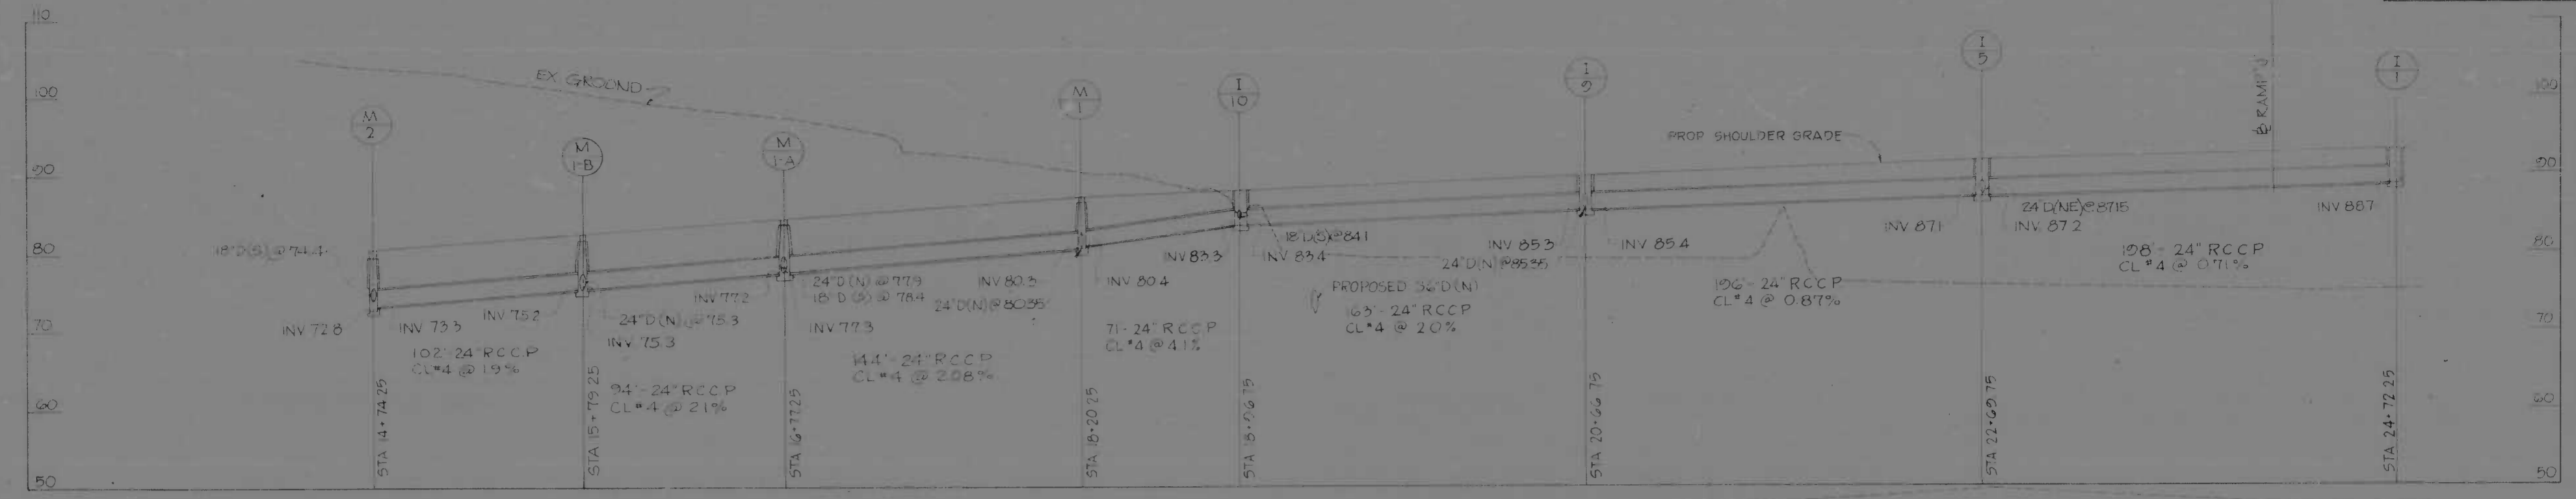 110
100
90
80
70
60
50
EX. GROUND
M
2
M
1-B
M
1-A
M
1
I
10
I
9
I
5
I
1
PROP SHOULDER GRADE
₲ RAMP "J"
100
90
80
70
60
50
18"D(S) @ 74.4
INV 72.8
INV 73.3
102'-24"R.C.C.P
CL#4 @ 1.9%
INV 75.2
24"D(N) @ 75.3
INV 75.3
94'-24"RCCP
CL#4 @ 2.1%
INV 77.2
24"D(N) @ 77.9
18"D(S) @ 78.4
INV 77.3
144'-24"RCCP
CL#4 @ 2.08%
INV 80.3
24"D(N)@80.35
INV 80.4
71'-24"RCCP
CL#4 @ 4.1%
INV 83.3
18"D(S)@84.1
INV 83.4
PROPOSED 36"D(N)
163'-24"RCCP
CL#4 @ 2.0%
INV 85.3
24"D(N)@85.35
INV 85.4
196'-24"RCCP
CL#4 @ 0.87%
INV 87.1
24"D(NE)@87.15
INV 87.2
198'-24"RCCP
CL#4 @ 0.71%
INV 88.7
STA 14+74.25
STA 15+79.25
STA 16+77.25
STA 18+20.25
STA 18+96.75
STA 20+66.75
STA 22+69.75
STA 24+72.25